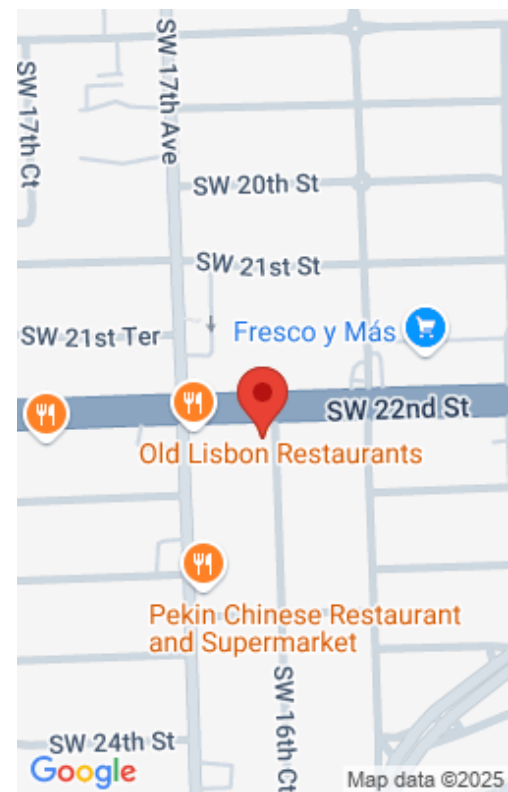 SW 17th Ct
SW 17th Ave
SW 20th St
SW 21st St
SW 21st Ter
Fresco y Más
SW 22nd St
Old Lisbon Restaurants
Pekin Chinese Restaurant
and Supermarket
SW 16th Ct
SW 24th St
Google
Map data ©2025